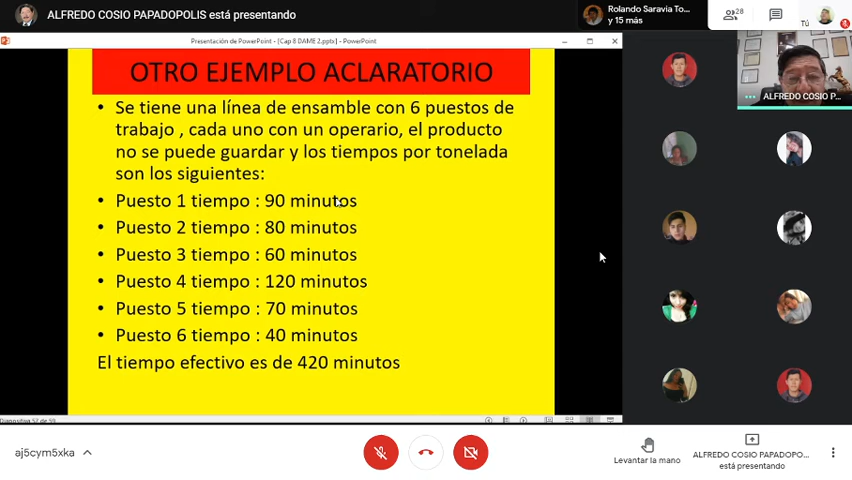 ALFREDO COSIO PAPADOPOLIS está presentando
Rolando Saravia To...
y 15 más
28
Tú
Presentación de PowerPoint - [Cap 8 DAME 2.pptx] - PowerPoint
OTRO EJEMPLO ACLARATORIO
• Se tiene una línea de ensamble con 6 puestos de
trabajo , cada uno con un operario, el producto
no se puede guardar y los tiempos por tonelada
son los siguientes:
• Puesto 1 tiempo : 90 minutos
• Puesto 2 tiempo : 80 minutos
• Puesto 3 tiempo : 60 minutos
• Puesto 4 tiempo : 120 minutos
• Puesto 5 tiempo : 70 minutos
• Puesto 6 tiempo : 40 minutos
El tiempo efectivo es de 420 minutos
ALFREDO COSIO P...
aj5cym5xka
Levantar la mano
ALFREDO COSIO PAPADOPO...
está presentando